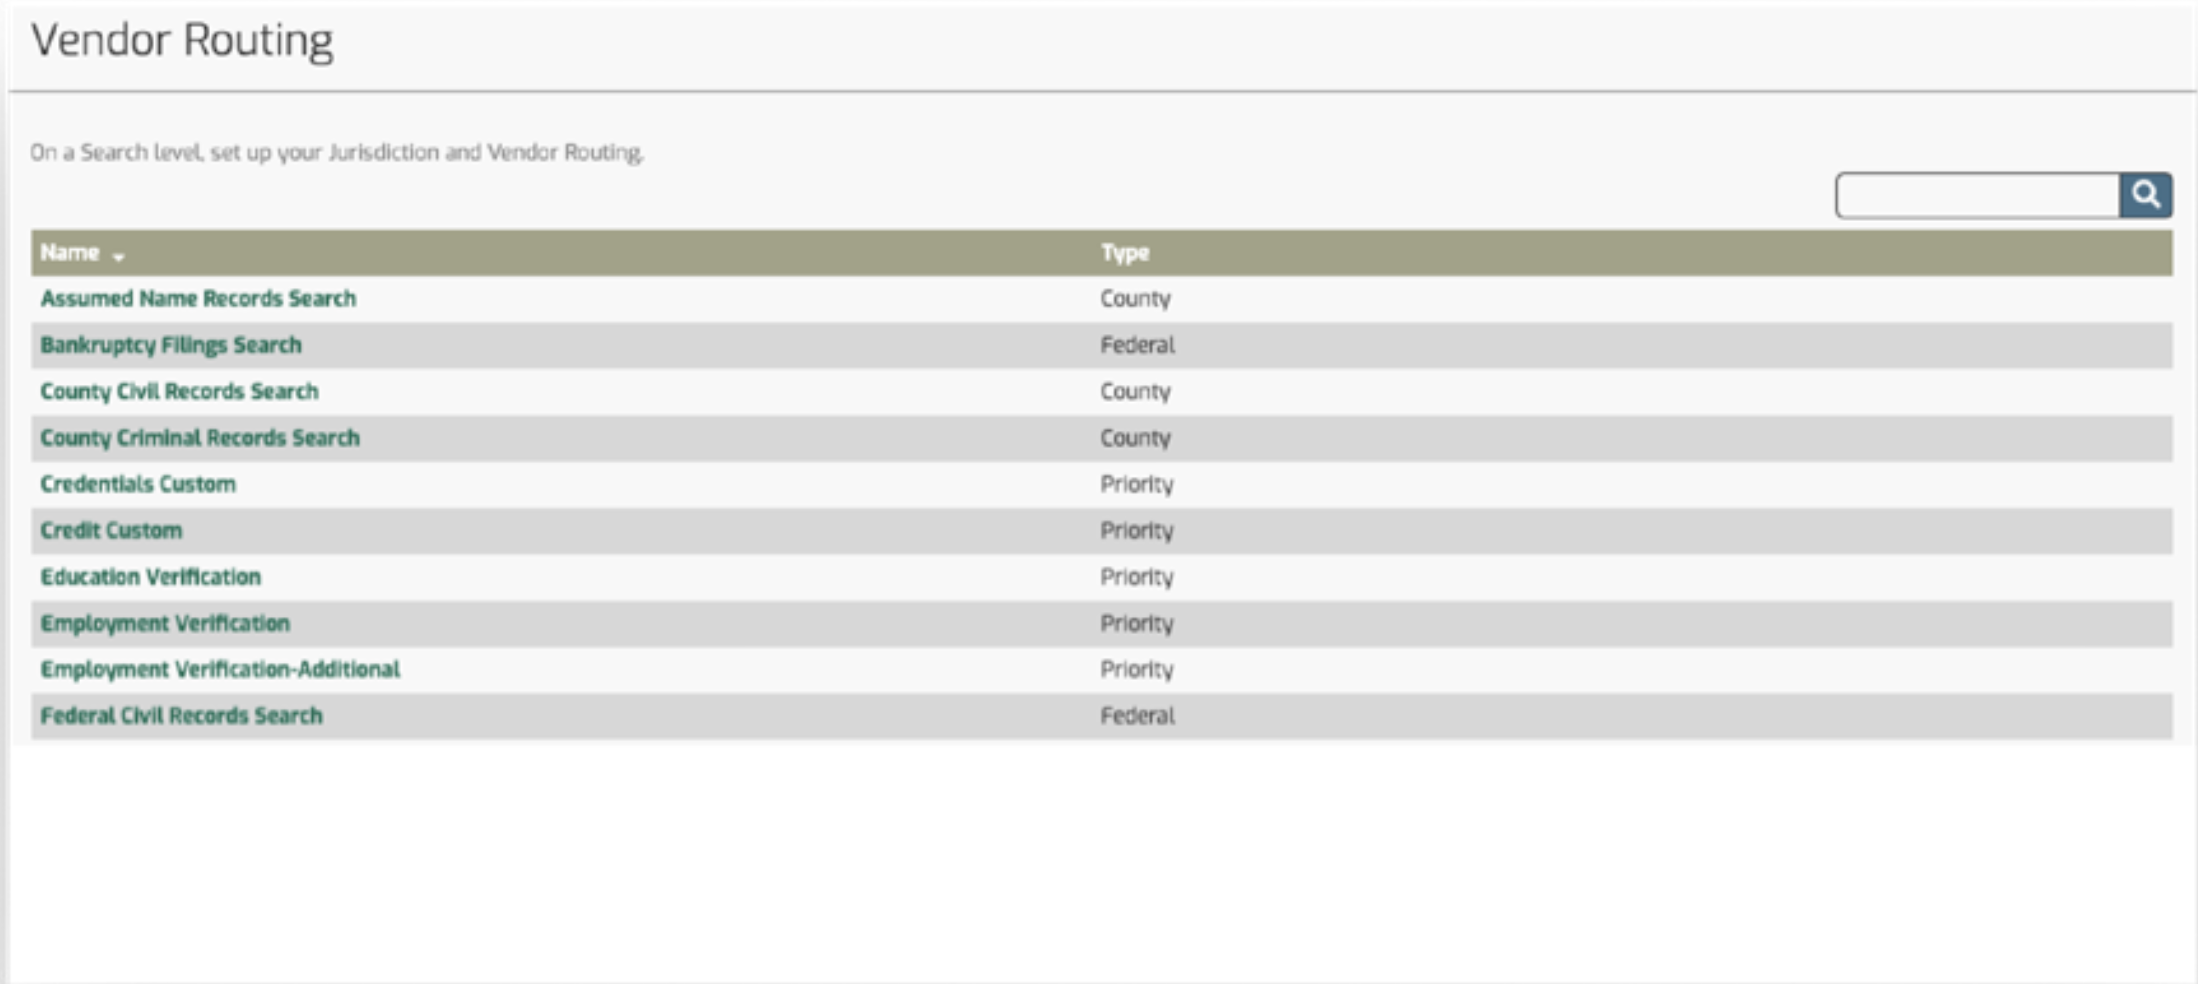 Vendor Routing
On a Search level, set up your Jurisdiction and Vendor Routing.
Name Type
Assumed Name Records Search County
Bankruptcy Filings Search Federal
County Civil Records Search County
County Criminal Records Search County
Credentials Custom Priority
Credit Custom Priority
Education Verification Priority
Employment Verification Priority
Employment Verification-Additional Priority
Federal Civil Records Search Federal